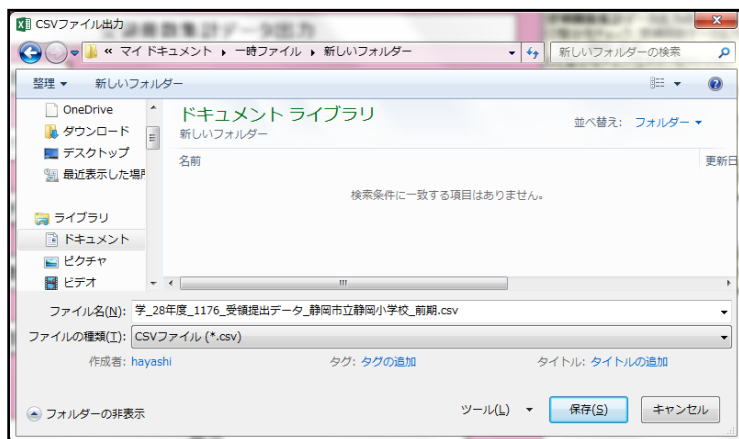 CSVファイル出力
« マイ ドキュメント ▸ 一時ファイル ▸ 新しいフォルダー
新しいフォルダーの検索
整理 ▼ 新しいフォルダー
OneDrive
ダウンロード
デスクトップ
最近表示した場所
ライブラリ
ドキュメント
ピクチャ
ビデオ
ドキュメント ライブラリ
新しいフォルダー
並べ替え: フォルダー ▼
名前
更新日
検索条件に一致する項目はありません。
ファイル名(N): 学_28年度_1176_受領提出データ_静岡市立静岡小学校_前期.csv
ファイルの種類(T): CSVファイル (*.csv)
作成者: hayashi
タグ: タグの追加
タイトル: タイトルの追加
フォルダーの非表示
ツール(L) ▼
保存(S)
キャンセル